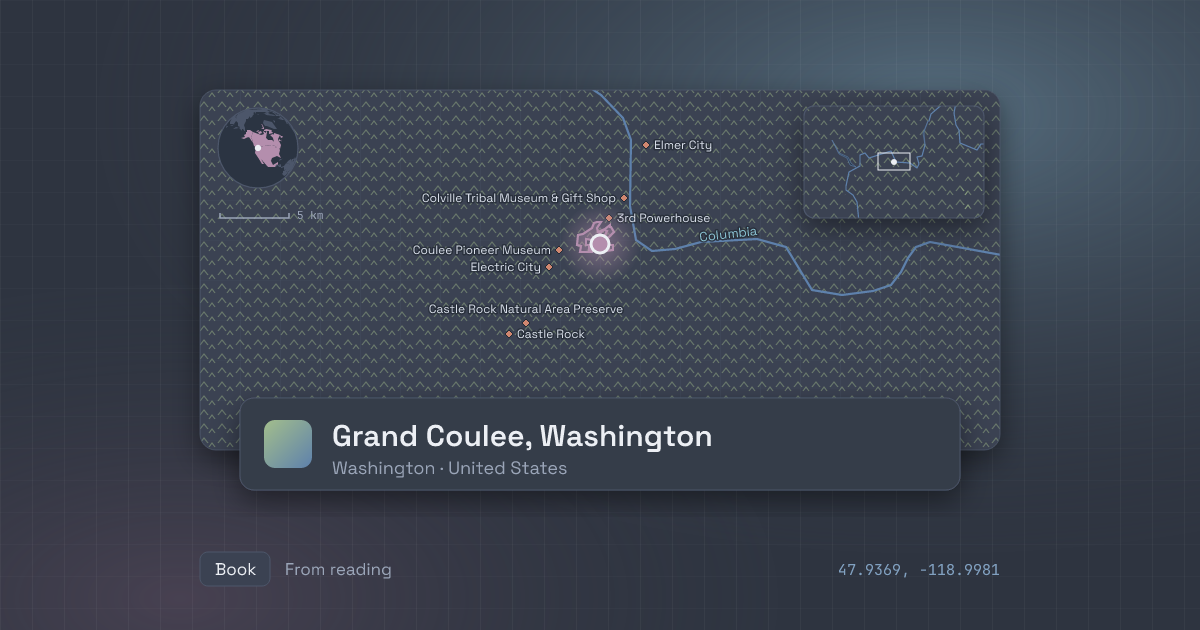 Elmer City
Colville Tribal Museum & Gift Shop
5 km
3rd Powerhouse
Columbia
Coulee Pioneer Museum
Electric City
Castle Rock Natural Area Preserve
Castle Rock
Grand Coulee, Washington
Washington · United States
Book
From reading
47.9369, -118.9981